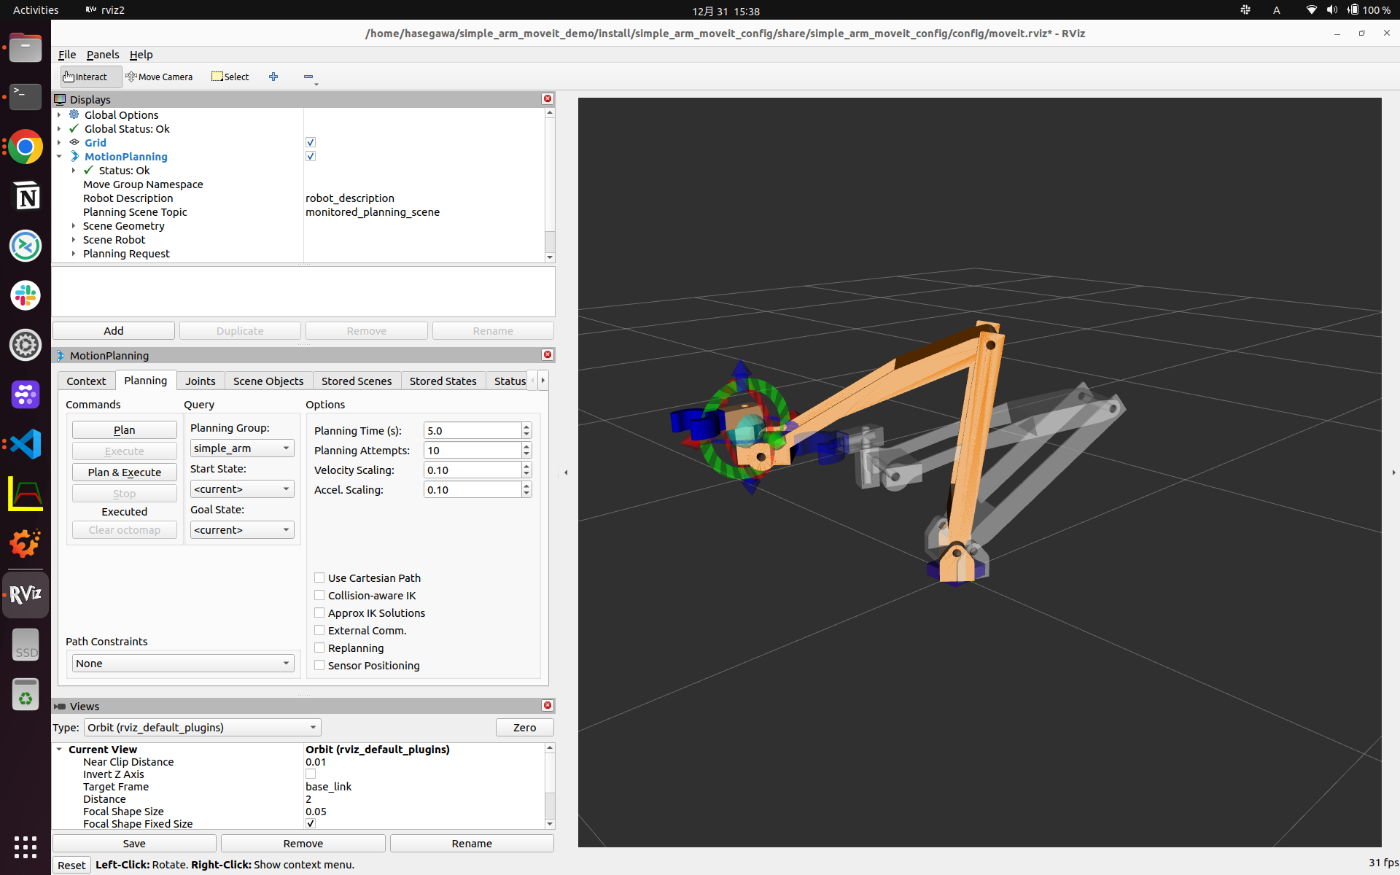 Activities
RViz rviz2
12月 31 15:38
A
100 %
/home/hasegawa/simple_arm_moveit_demo/install/simple_arm_moveit_config/share/simple_arm_moveit_config/config/moveit.rviz* - RViz
File Panels Help
Interact Move Camera Select
Displays
Global Options
Global Status: Ok
Grid
MotionPlanning
Status: Ok
Move Group Namespace
Robot Description robot_description
Planning Scene Topic monitored_planning_scene
Scene Geometry
Scene Robot
Planning Request
Add Duplicate Remove Rename
MotionPlanning
Context Planning Joints Scene Objects Stored Scenes Stored States Status
Commands
Plan
Execute
Plan & Execute
Stop
Executed
Clear octomap
Query
Planning Group:
simple_arm
Start State:
<current>
Goal State:
<current>
Options
Planning Time (s): 5.0
Planning Attempts: 10
Velocity Scaling: 0.10
Accel. Scaling: 0.10
Use Cartesian Path
Collision-aware IK
Approx IK Solutions
External Comm.
Replanning
Sensor Positioning
Path Constraints
None
Views
Type: Orbit (rviz_default_plugins) Zero
Current View Orbit (rviz_default_plugins)
Near Clip Distance 0.01
Invert Z Axis
Target Frame base_link
Distance 2
Focal Shape Size 0.05
Focal Shape Fixed Size
Save Remove Rename
Reset Left-Click: Rotate. Right-Click: Show context menu.
31 fps
RViz
SSD